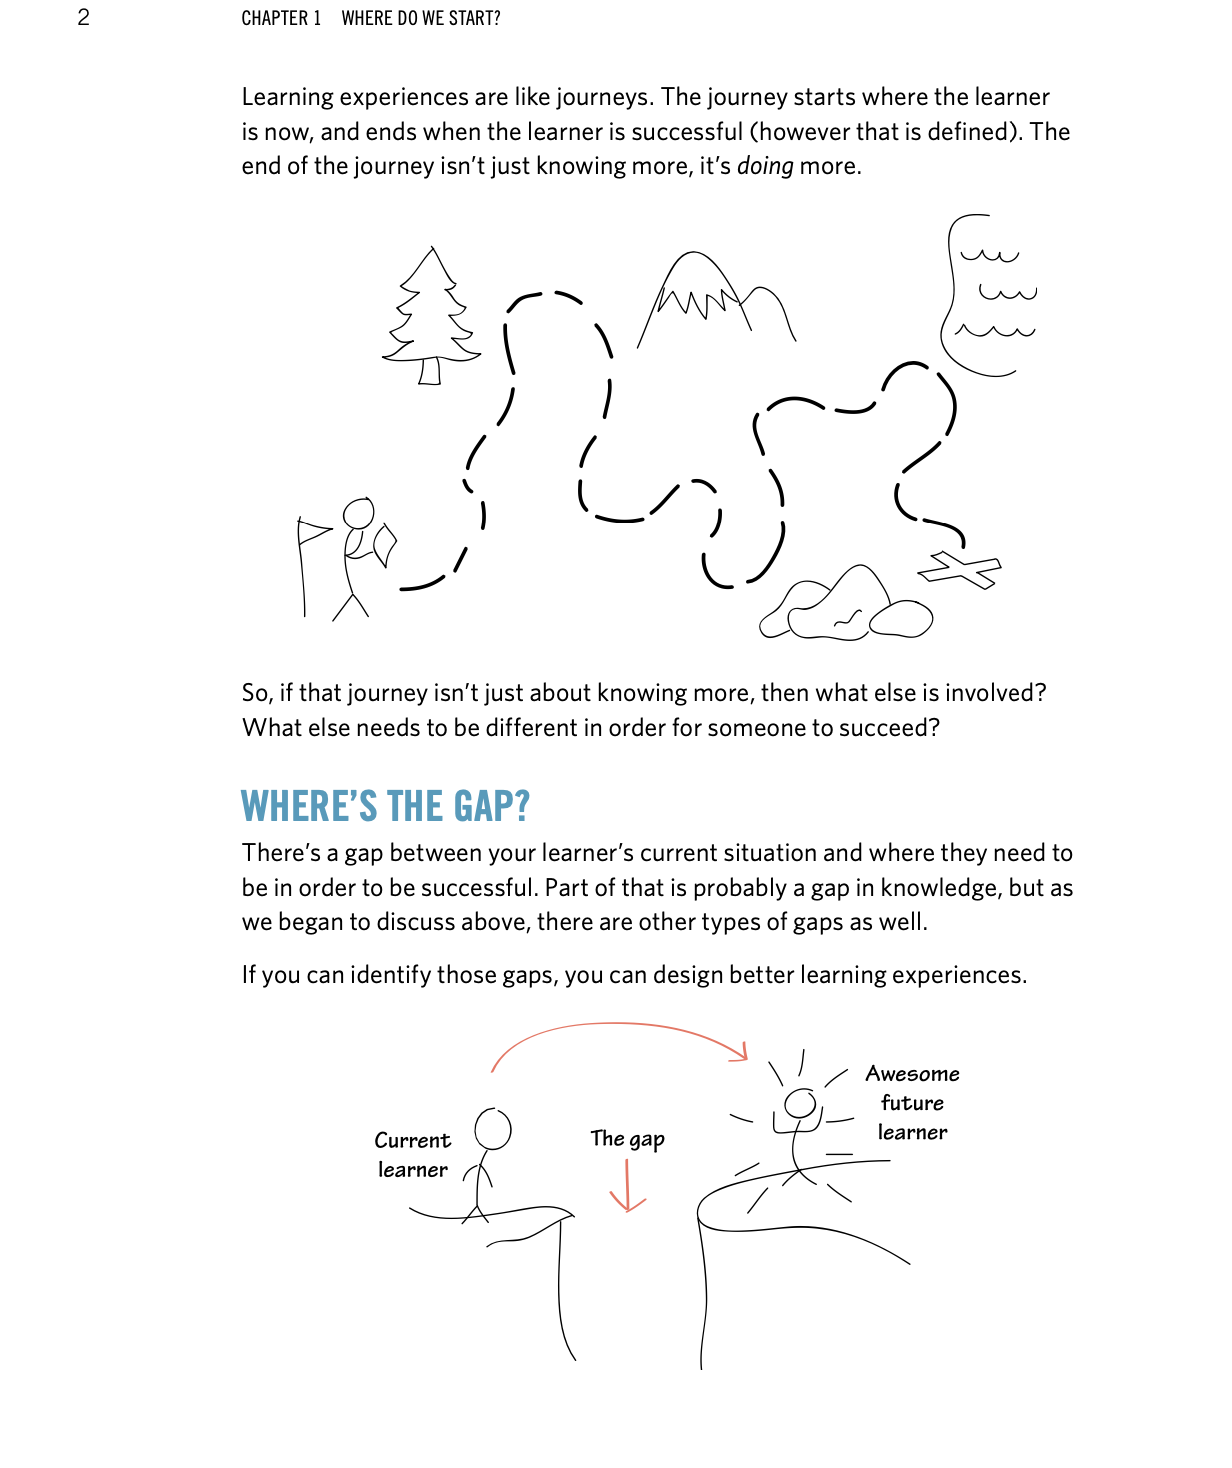 2
CHAPTER 1 WHERE DO WE START?
Learning experiences are like journeys. The journey starts where the learner
is now, and ends when the learner is successful (however that is defined). The
end of the journey isn’t just knowing more, it’s doing more.
So, if that journey isn’t just about knowing more, then what else is involved?
What else needs to be different in order for someone to succeed?
WHERE’S THE GAP?
There’s a gap between your learner’s current situation and where they need to
be in order to be successful. Part of that is probably a gap in knowledge, but as
we began to discuss above, there are other types of gaps as well.
If you can identify those gaps, you can design better learning experiences.
Current
learner
The gap
Awesome
future
learner